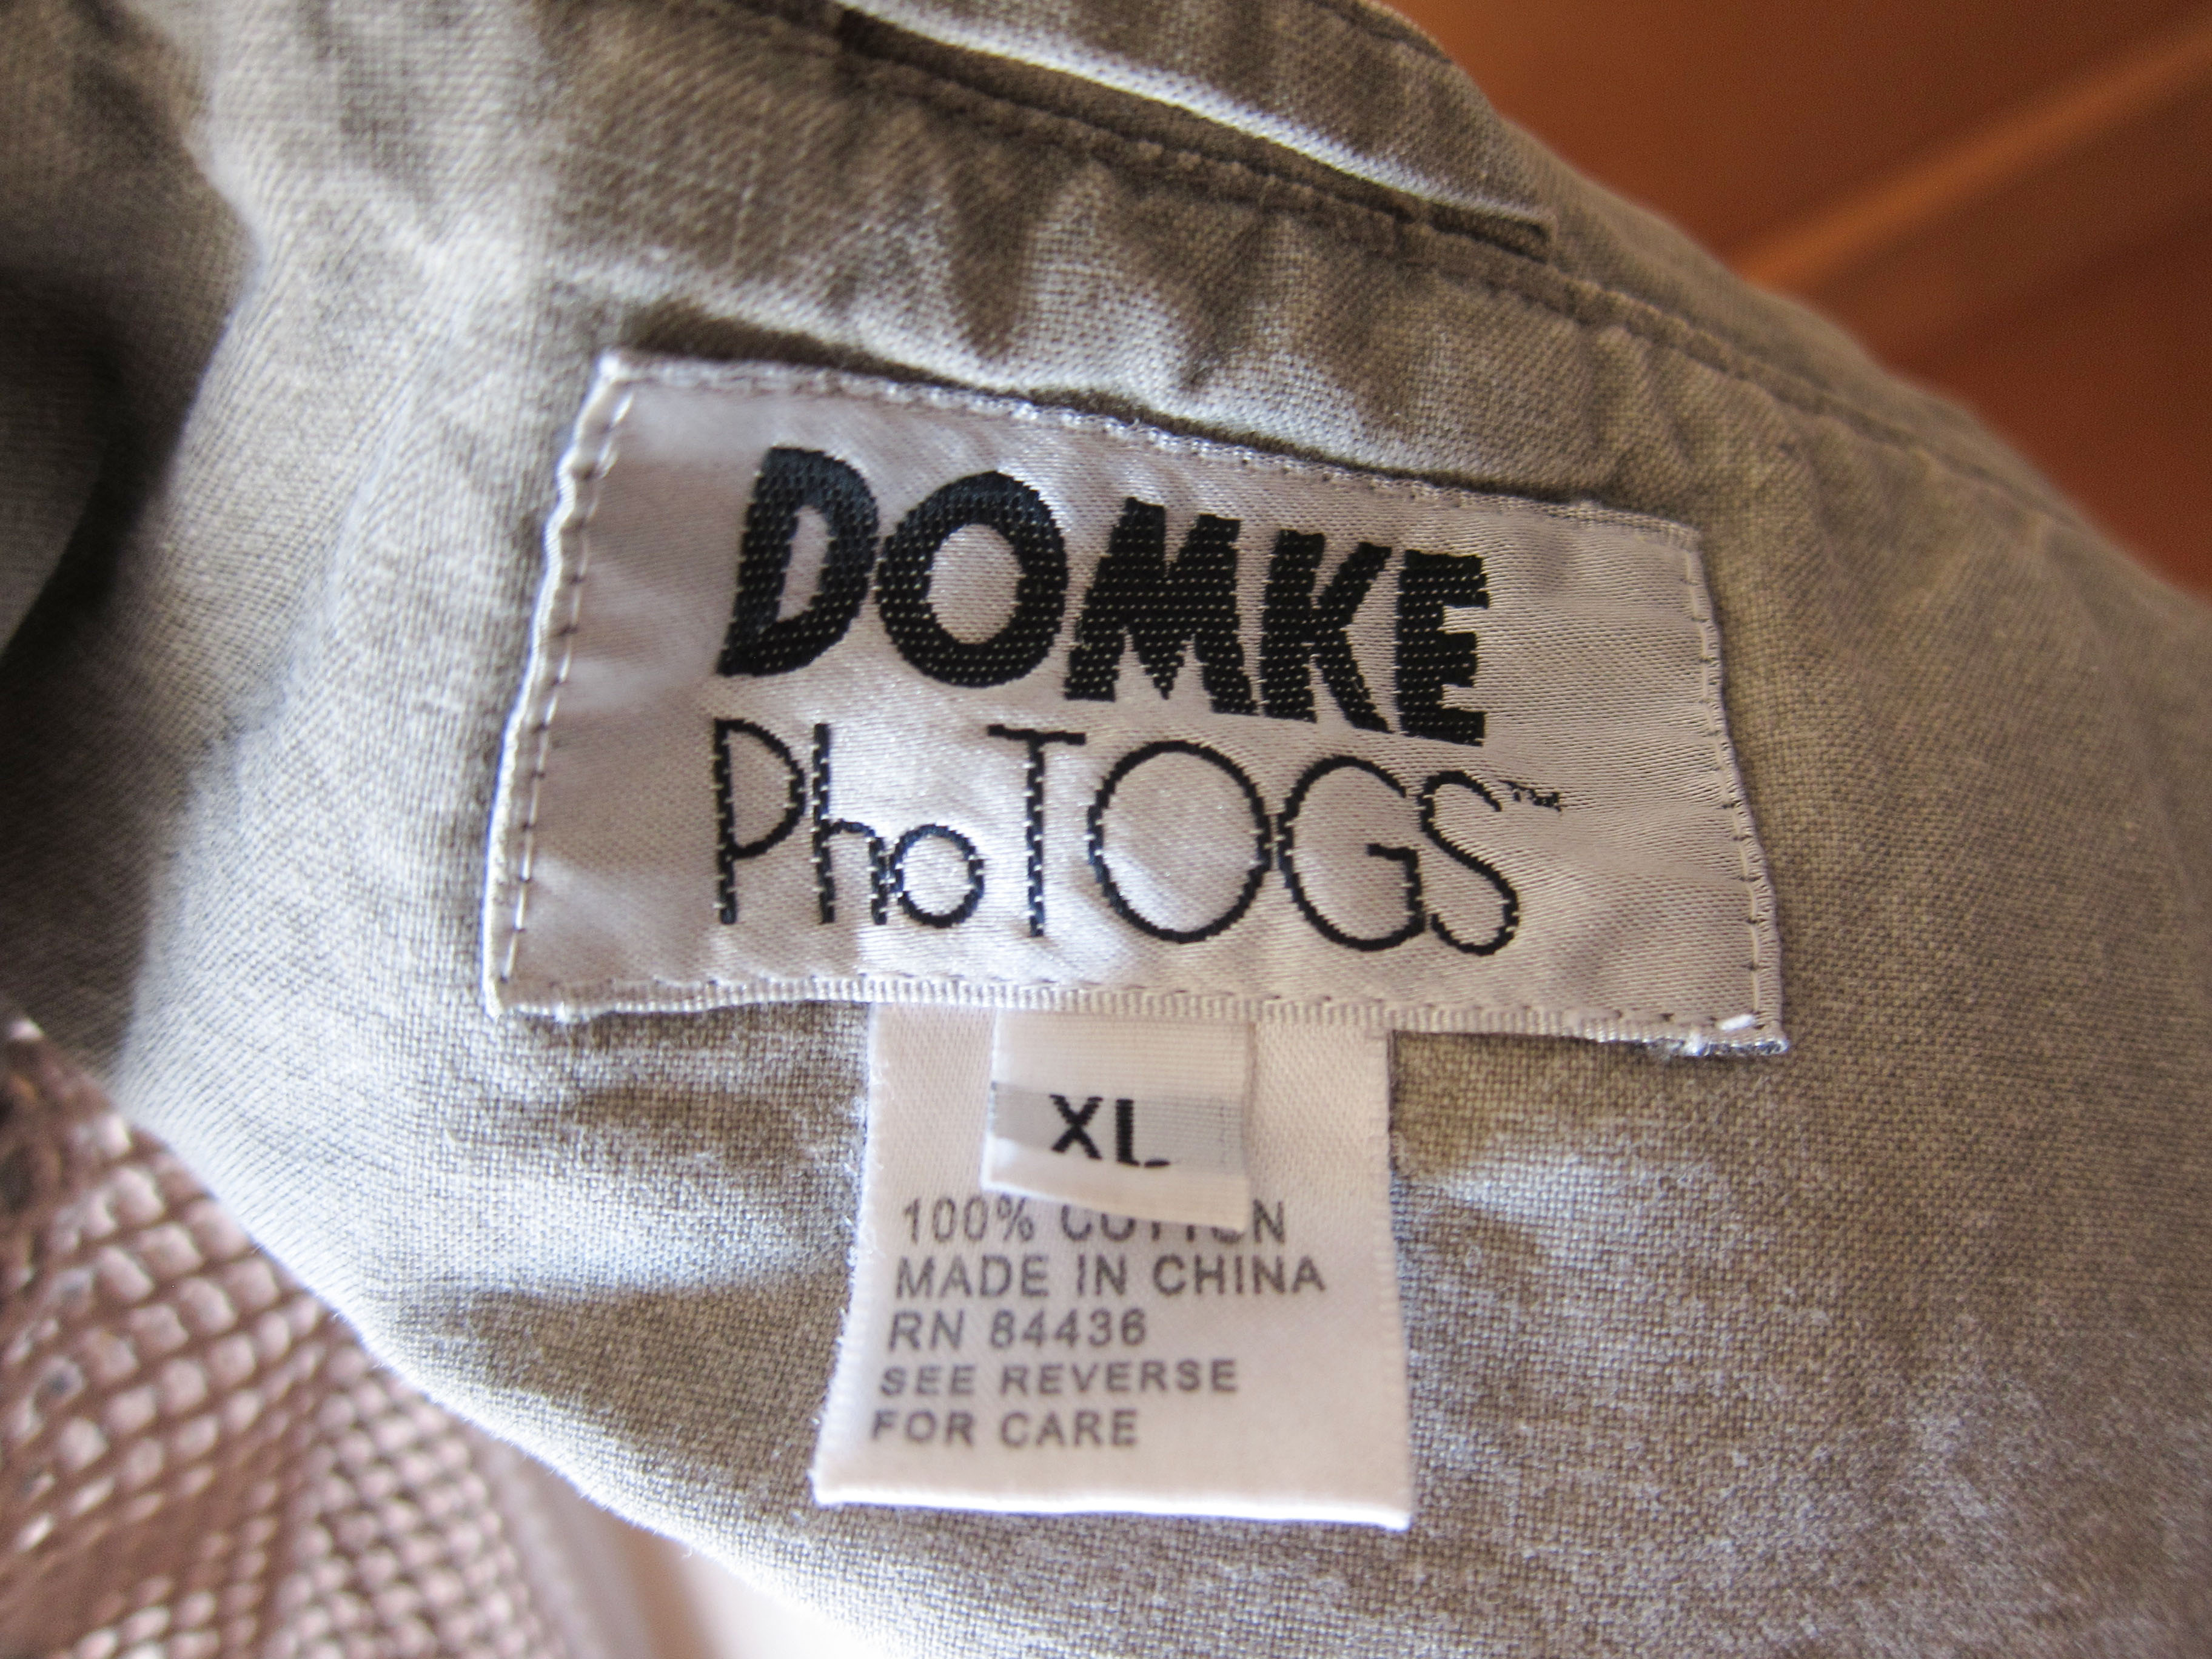 DOMKE
PhoTOGS™
XL
100% COTTON
MADE IN CHINA
RN 84436
SEE REVERSE
FOR CARE